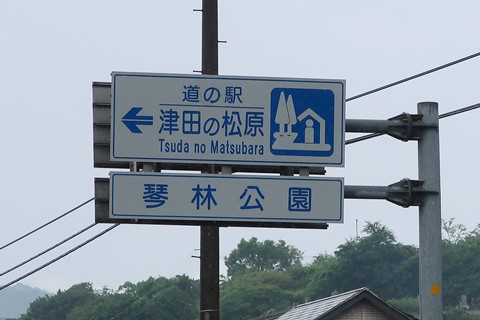 道の駅
津田の松原
Tsuda no Matsubara
琴林公園